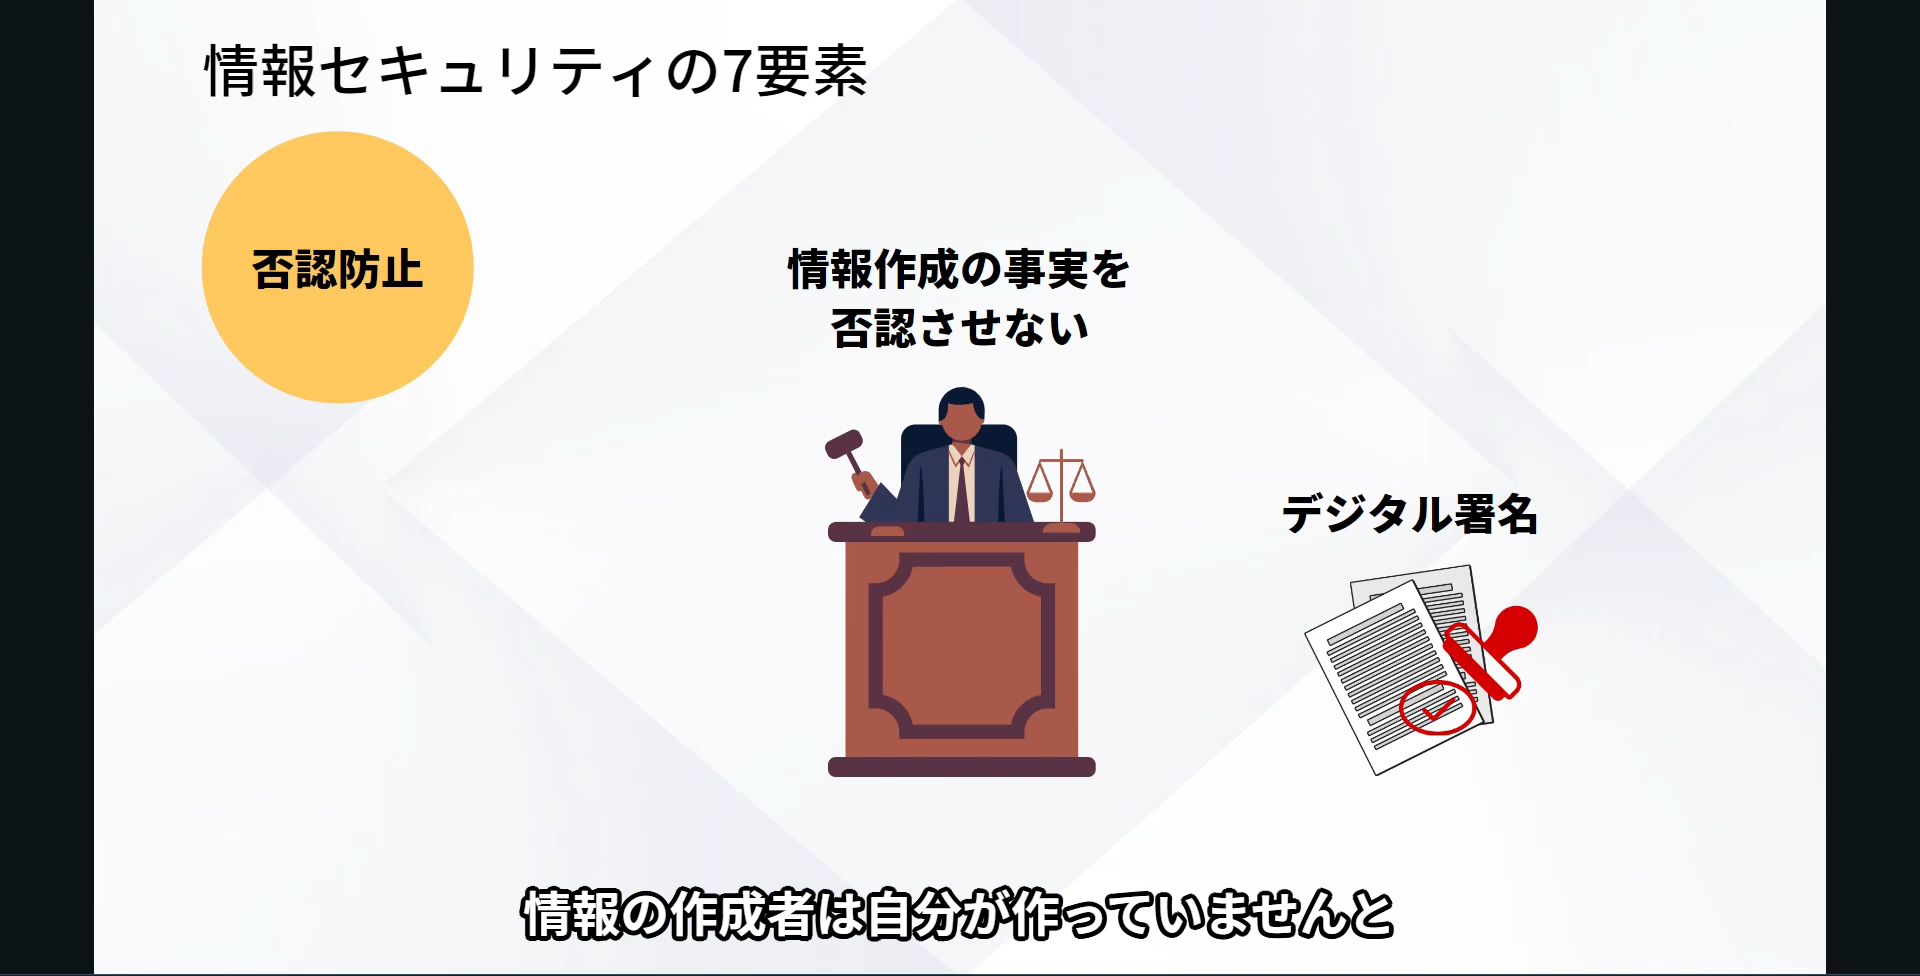 情報セキュリティの7要素
否認防止
情報作成の事実を
否認させない
デジタル署名
情報の作成者は自分が作っていませんと